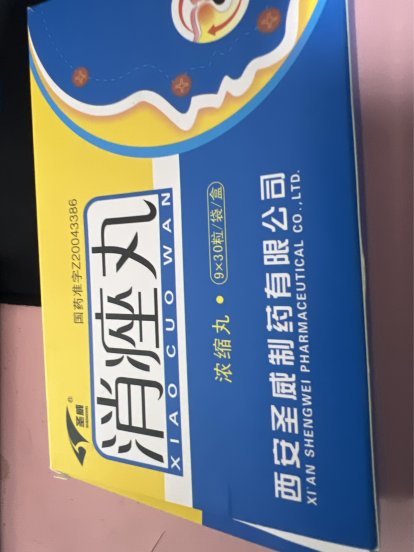 圣威®
SHENGWEI
国药准字Z20043386
消痤丸
XIAO CUO WAN
浓缩丸 • 9×30粒/袋/盒
西安圣威制药有限公司
XI'AN SHENGWEI PHARMACEUTICAL CO.,LTD.